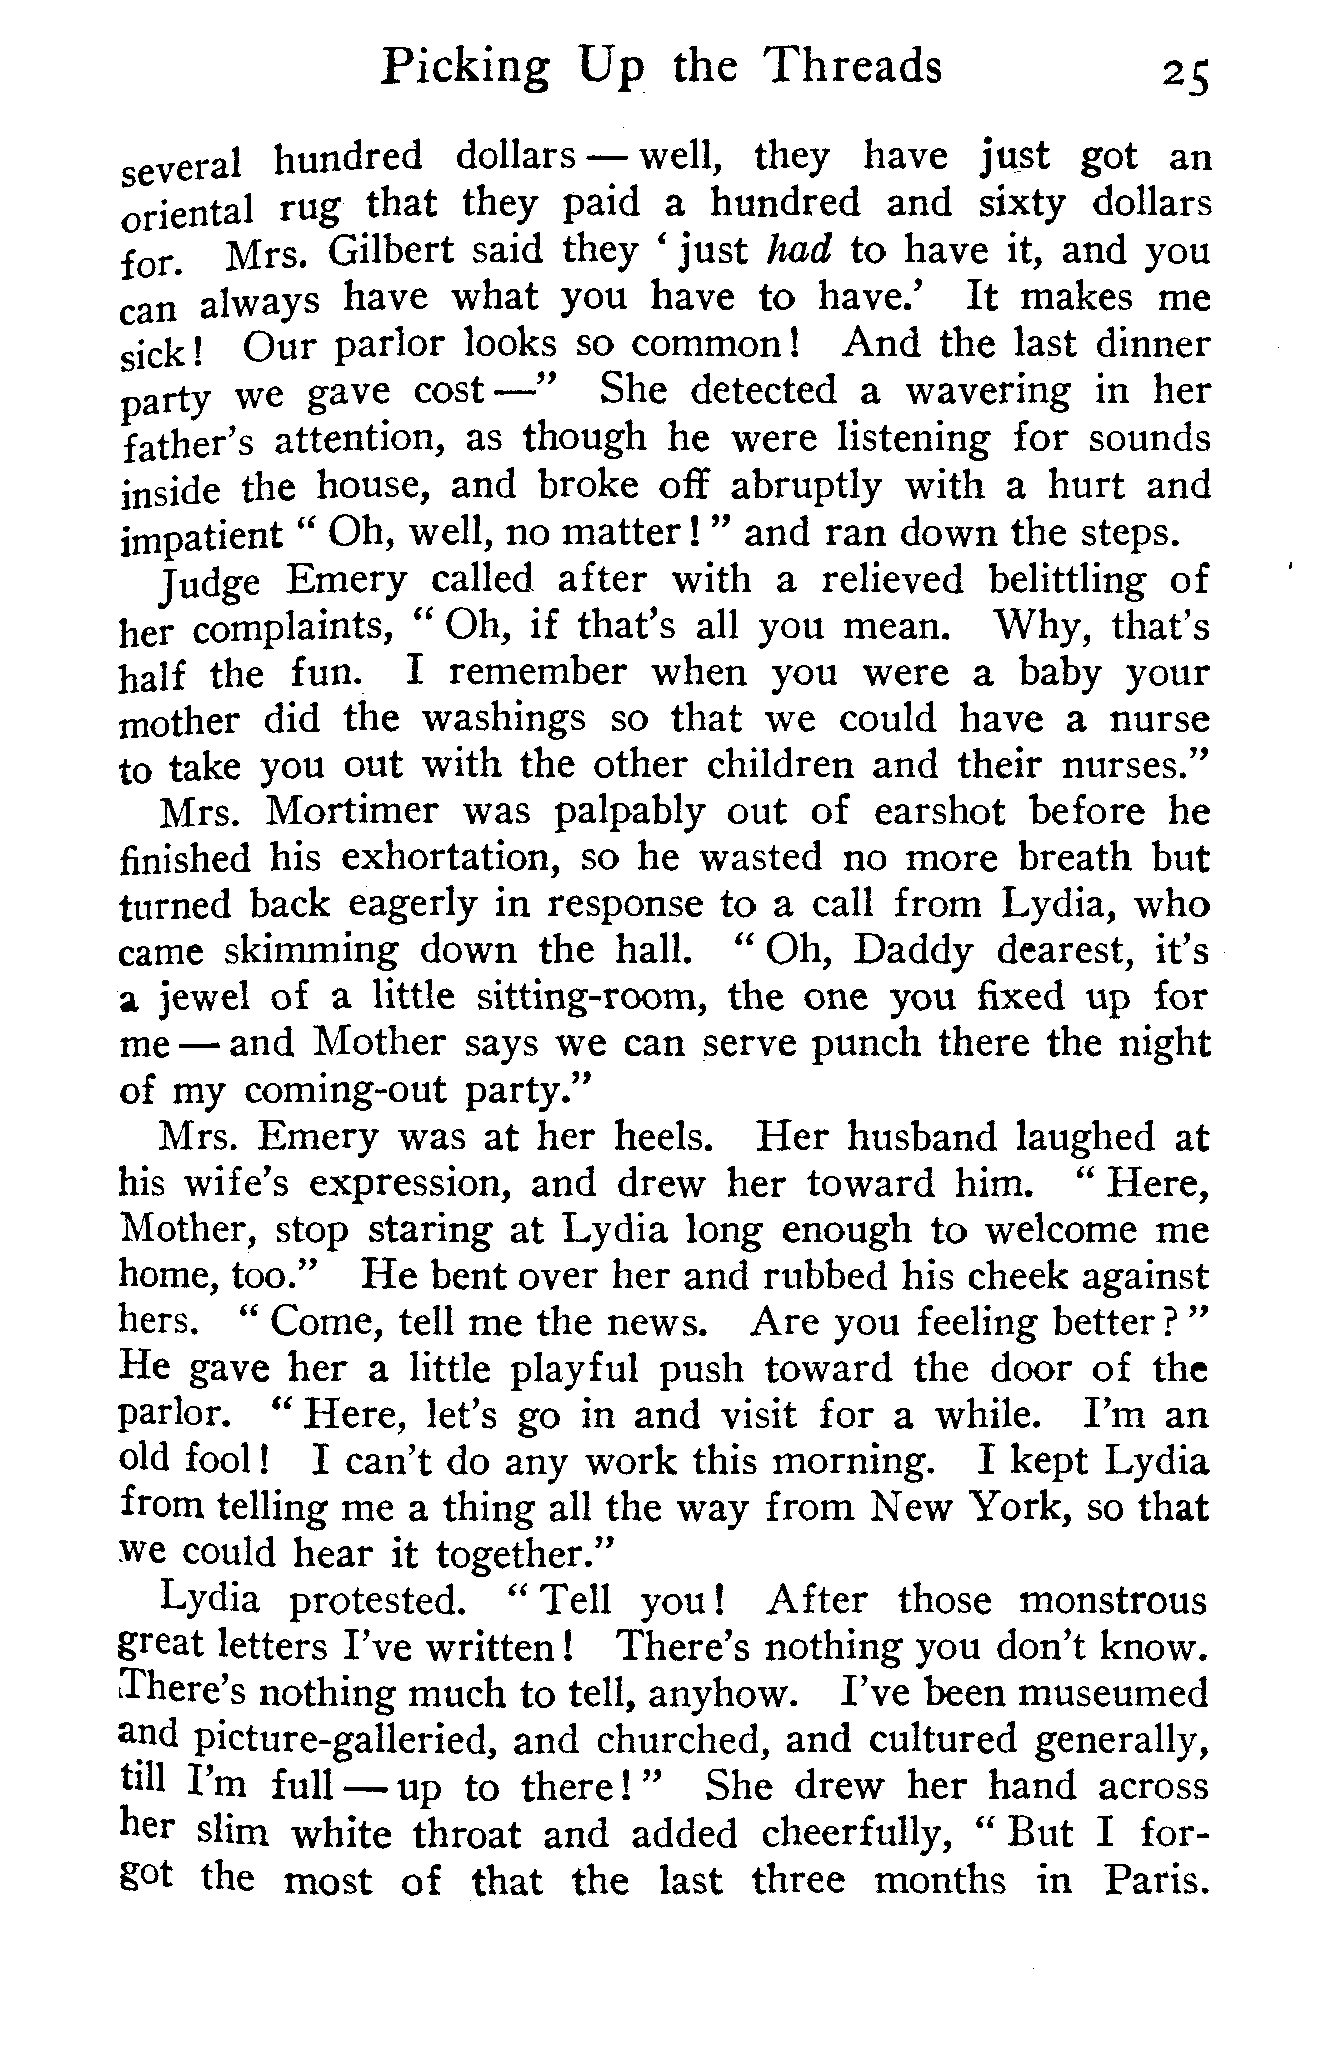 Picking Up the Threads 25
several hundred dollars — well, they have just got an
oriental rug that they paid a hundred and sixty dollars
for. Mrs. Gilbert said they ‘just had to have it, and you
can always have what you have to have.’ It makes me
sick! Our parlor looks so common! And the last dinner
party we gave cost —” She detected a wavering in her
father’s attention, as though he were listening for sounds
inside the house, and broke off abruptly with a hurt and
impatient “Oh, well, no matter!” and ran down the steps.
Judge Emery called after with a relieved belittling of
her complaints, “Oh, if that’s all you mean. Why, that’s
half the fun. I remember when you were a baby your
mother did the washings so that we could have a nurse
to take you out with the other children and their nurses.”
Mrs. Mortimer was palpably out of earshot before he
finished his exhortation, so he wasted no more breath but
turned back eagerly in response to a call from Lydia, who
came skimming down the hall. “Oh, Daddy dearest, it’s
a jewel of a little sitting-room, the one you fixed up for
me — and Mother says we can serve punch there the night
of my coming-out party.”
Mrs. Emery was at her heels. Her husband laughed at
his wife’s expression, and drew her toward him. “Here,
Mother, stop staring at Lydia long enough to welcome me
home, too.” He bent over her and rubbed his cheek against
hers. “Come, tell me the news. Are you feeling better?”
He gave her a little playful push toward the door of the
parlor. “Here, let’s go in and visit for a while. I’m an
old fool! I can’t do any work this morning. I kept Lydia
from telling me a thing all the way from New York, so that
we could hear it together.”
Lydia protested. “Tell you! After those monstrous
great letters I’ve written! There’s nothing you don’t know.
There’s nothing much to tell, anyhow. I’ve been museumed
and picture-galleried, and churched, and cultured generally,
till I’m full — up to there!” She drew her hand across
her slim white throat and added cheerfully, “But I for-
got the most of that the last three months in Paris.